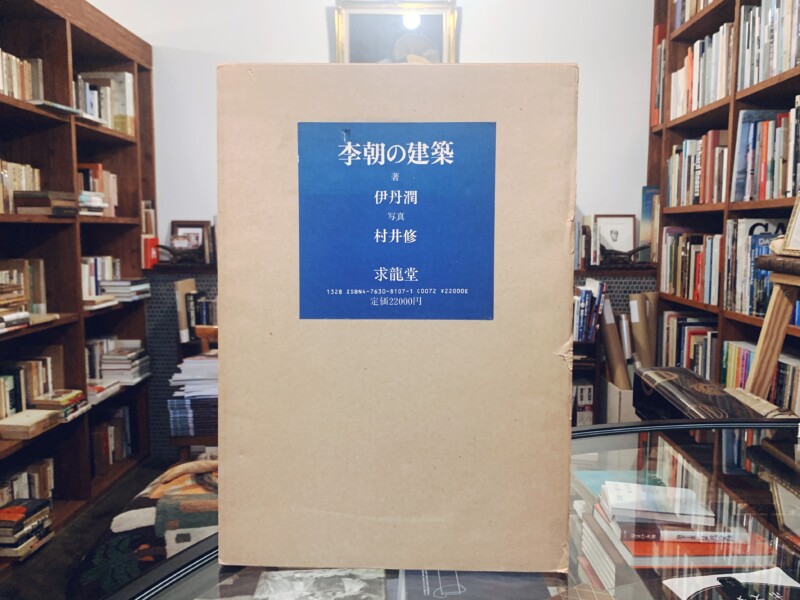 李朝の建築
著
伊丹潤
写真
村井修
求龍堂
1328 ISBN4-7630-8107-1 C0072 ¥22000E
定価22000円